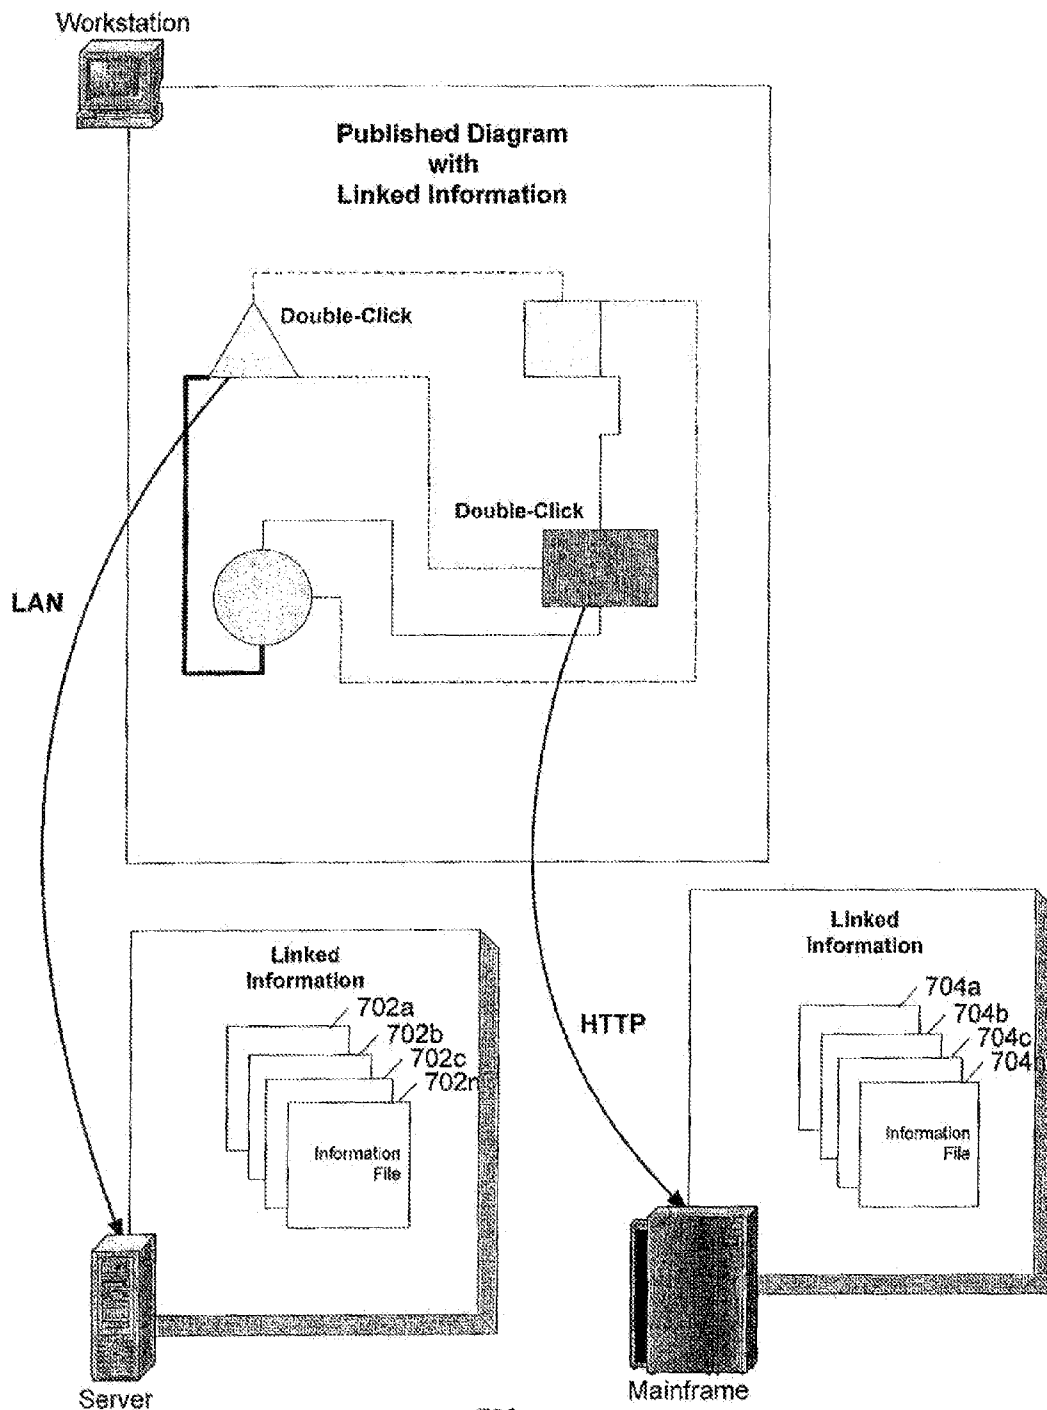 Workstation
Published Diagram
with
Linked Information
Double-Click
Double-Click
LAN
Linked
Information
702a
702b
702c
702n
Information
File
HTTP
Linked
Information
704a
704b
704c
704n
Information
File
Server
Mainframe